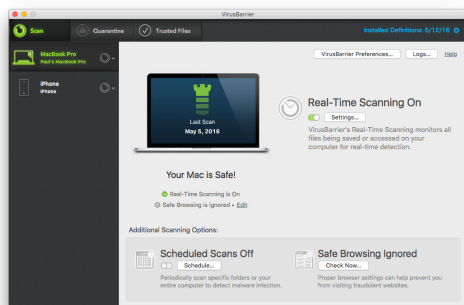 VirusBarrier
Scan
Quarantine
Trusted Files
Installed Definitions: 5/12/16
MacBook Pro
Paul's MacBook Pro
iPhone
iPhone
VirusBarrier Preferences...
Logs...
Help
Last Scan
May 5, 2016
Real-Time Scanning On
Settings...
VirusBarrier's Real-Time Scanning monitors all
files being saved or accessed on your
computer for real-time detection.
Your Mac is Safe!
Real-Time Scanning is On
Safe Browsing is ignored • Edit
Additional Scanning Options:
Scheduled Scans Off
Schedule...
Periodically scan specific folders or your
entire computer to detect malware infection.
Safe Browsing Ignored
Check Now...
Proper browser settings can help prevent you
from visiting fraudulent websites.